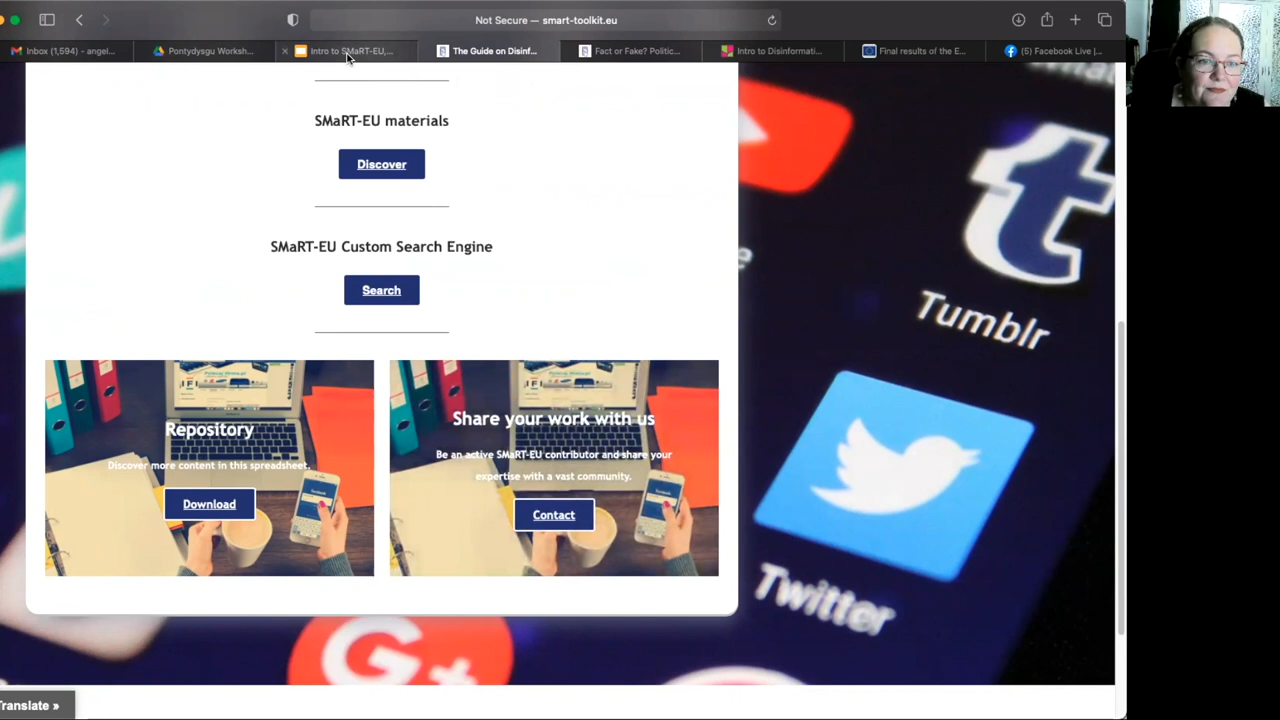 Not Secure — smart-toolkit.eu
Inbox (1,594) - angel...
Pontydysgu Worksh...
Intro to SMaRT-EU,...
The Guide on Disinf...
Fact or Fake? Politic...
Intro to Disinformati...
Final results of the E...
(5) Facebook Live |...
SMaRT-EU materials
Discover
SMaRT-EU Custom Search Engine
Search
Repository
Discover more content in this spreadsheet.
Download
Share your work with us
Be an active SMaRT-EU contributor and share your
expertise with a vast community.
Contact
t
Tumblr
Twitter
G+
Translate »